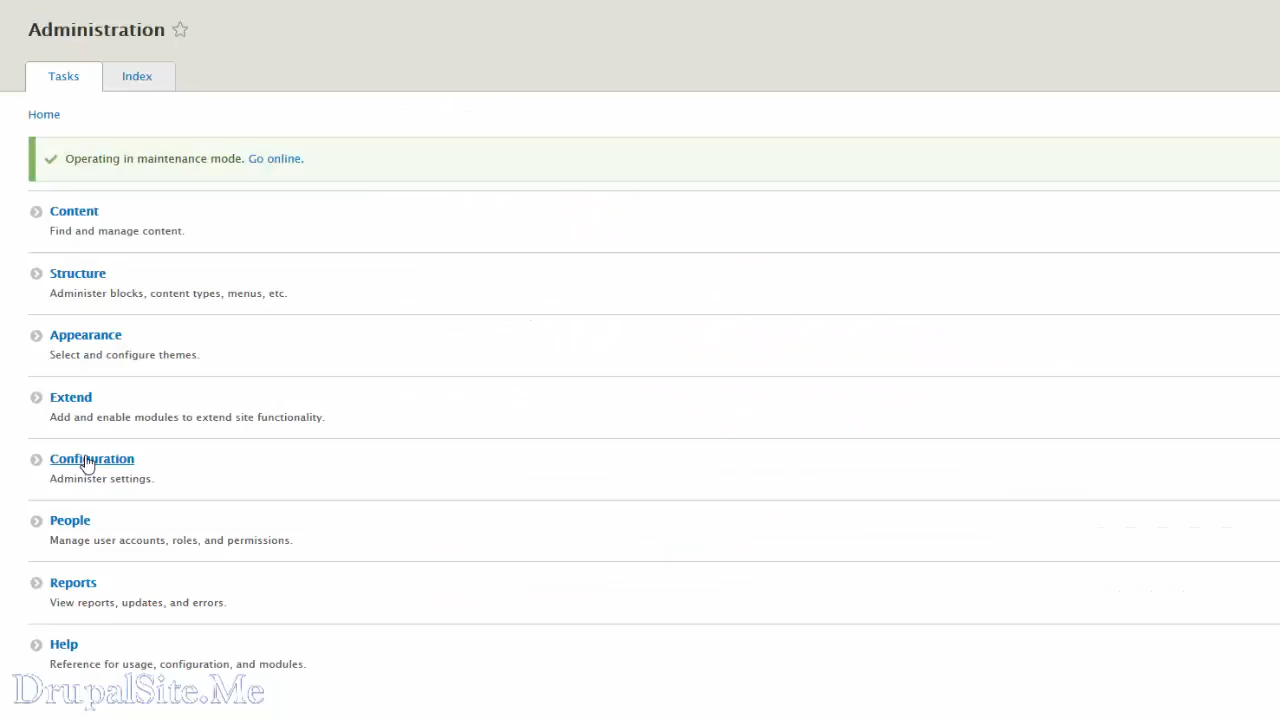 Administration
Tasks
Index
Home
Operating in maintenance mode. Go online.
Content
Find and manage content.
Structure
Administer blocks, content types, menus, etc.
Appearance
Select and configure themes.
Extend
Add and enable modules to extend site functionality.
Configuration
Administer settings.
People
Manage user accounts, roles, and permissions.
Reports
View reports, updates, and errors.
Help
Reference for usage, configuration, and modules.
DrupalSite.Me